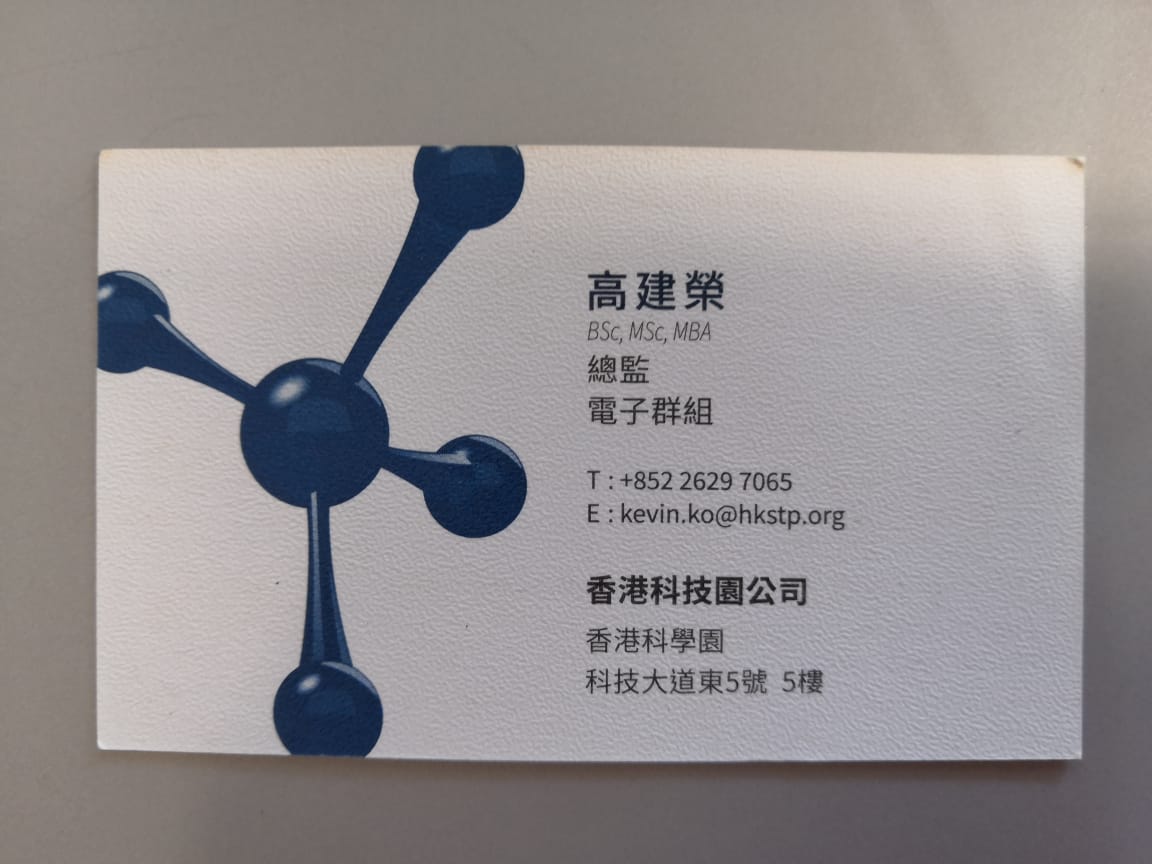 高建榮
BSc, MSc, MBA
總監
電子群組
T : +852 2629 7065
E : kevin.ko@hkstp.org
香港科技園公司
香港科學園
科技大道東5號 5樓